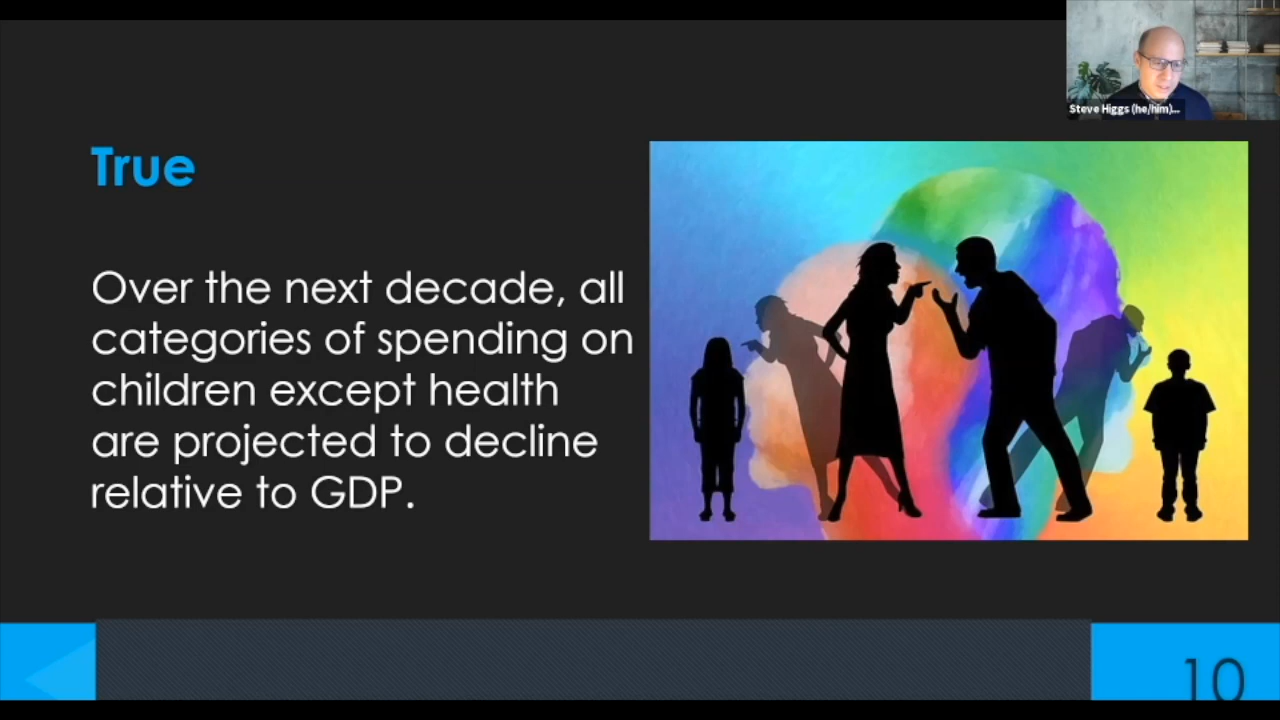 Steve Higgs (he/him)...
True
Over the next decade, all
categories of spending on
children except health
are projected to decline
relative to GDP.
10